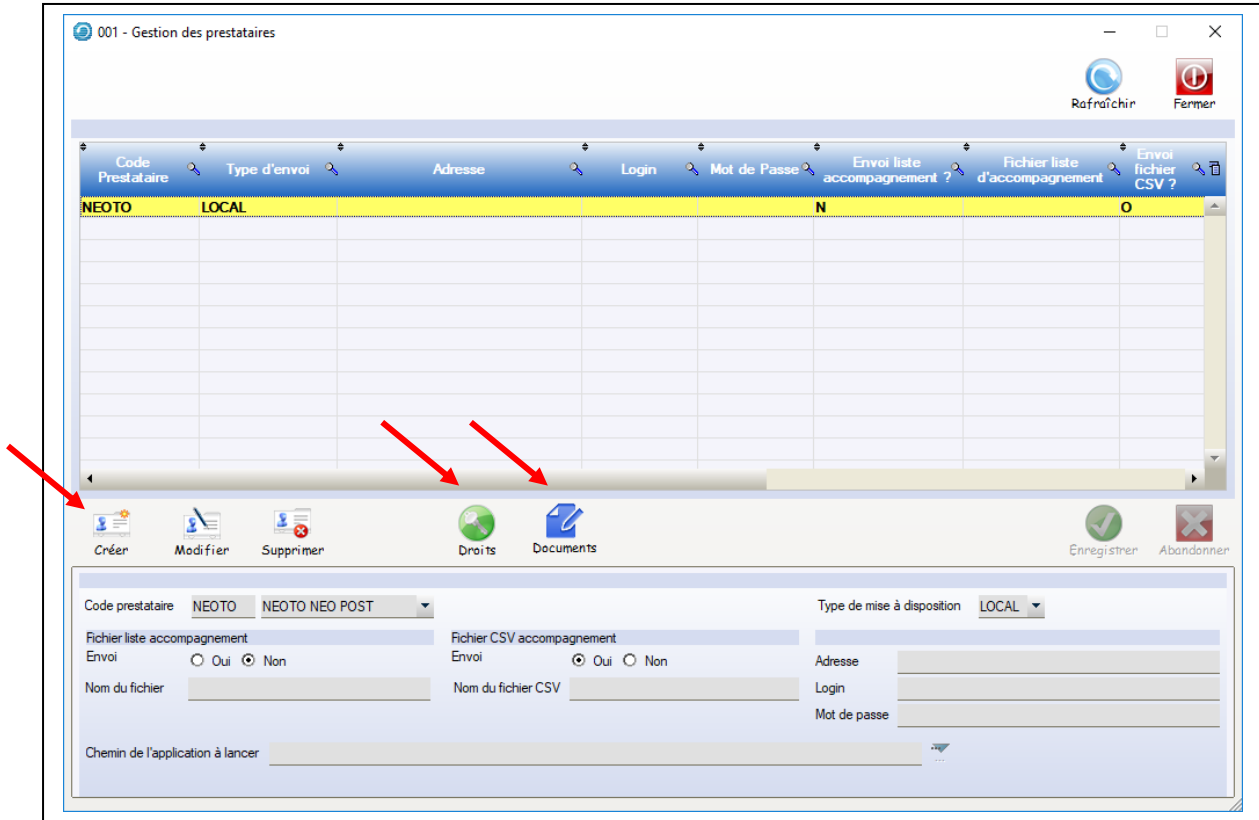 001 - Gestion des prestataires
Rafraîchir Fermer
Code Prestataire Type d'envoi Adresse Login Mot de Passe Envoi liste accompagnement ? Fichier liste d'accompagnement Envoi fichier CSV ?
NEOTO LOCAL N O
Créer Modifier Supprimer Droits Documents Enregistrer Abandonner
Code prestataire NEOTO NEOTO NEO POST Type de mise à disposition LOCAL
Fichier liste accompagnement Fichier CSV accompagnement
Envoi Oui Non Envoi Oui Non Adresse
Nom du fichier Nom du fichier CSV Login
Mot de passe
Chemin de l'application à lancer ...